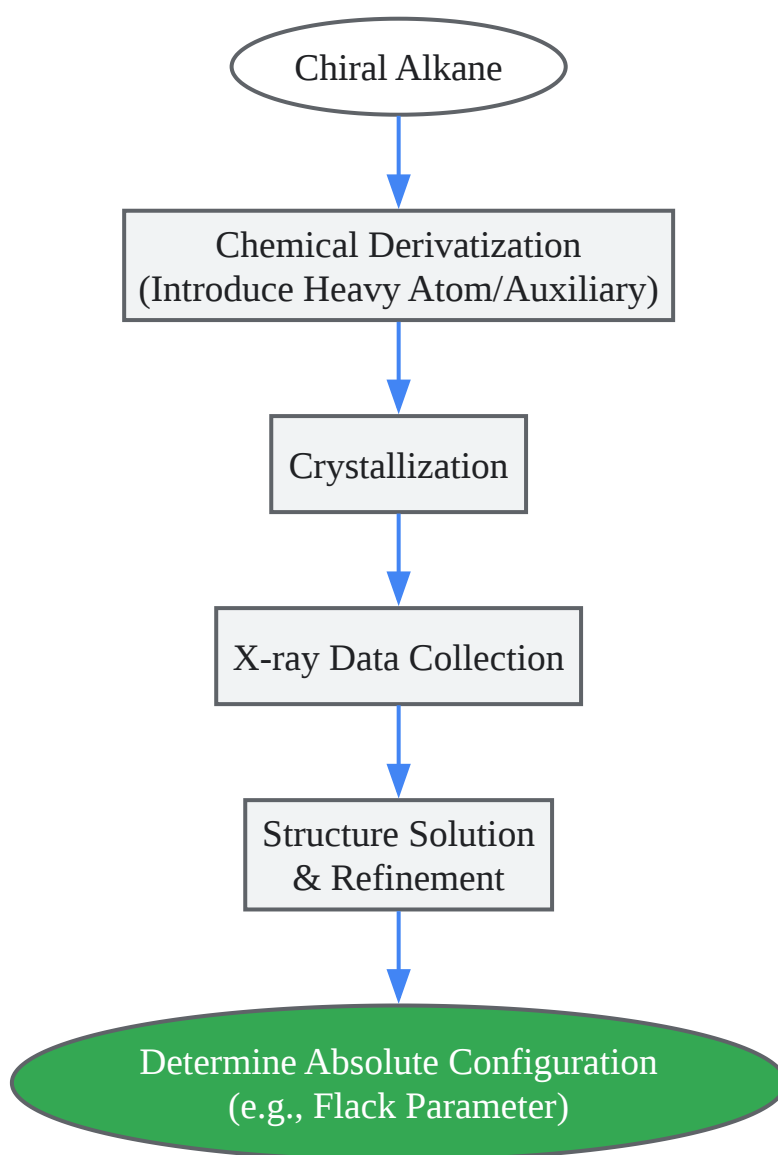 Chiral Alkane
Chemical Derivatization
(Introduce Heavy Atom/Auxiliary)
Crystallization
X-ray Data Collection
Structure Solution
& Refinement
Determine Absolute Configuration
(e.g., Flack Parameter)